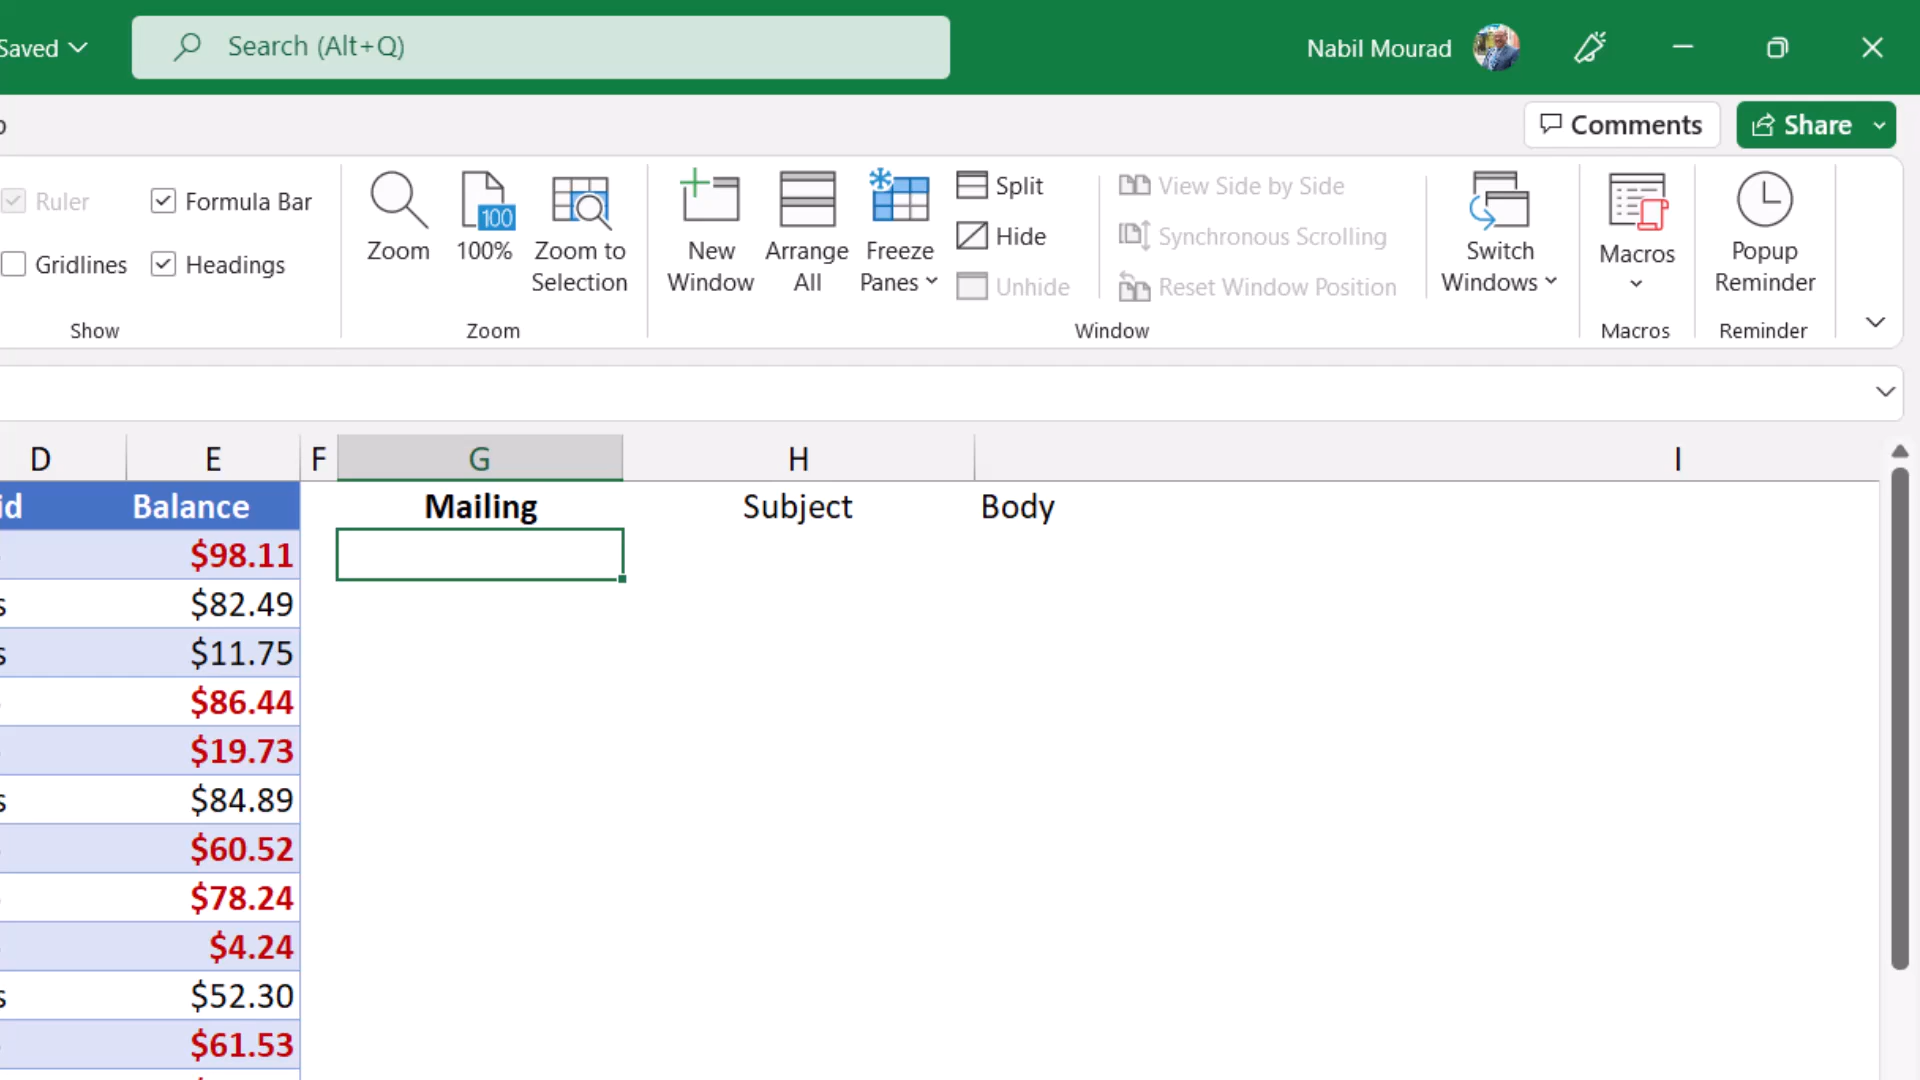 Saved
Search (Alt+Q)
Nabil Mourad
Comments
Share
Ruler
Formula Bar
Gridlines
Headings
Show
Zoom
100
100%
Zoom to
Selection
Zoom
New
Window
Arrange
All
Freeze
Panes
Split
Hide
Unhide
View Side by Side
Synchronous Scrolling
Reset Window Position
Switch
Windows
Window
Macros
Macros
Popup
Reminder
Reminder
D E F G H I
id Balance Mailing Subject Body
$98.11
s $82.49
s $11.75
$86.44
$19.73
s $84.89
$60.52
$78.24
$4.24
s $52.30
$61.53